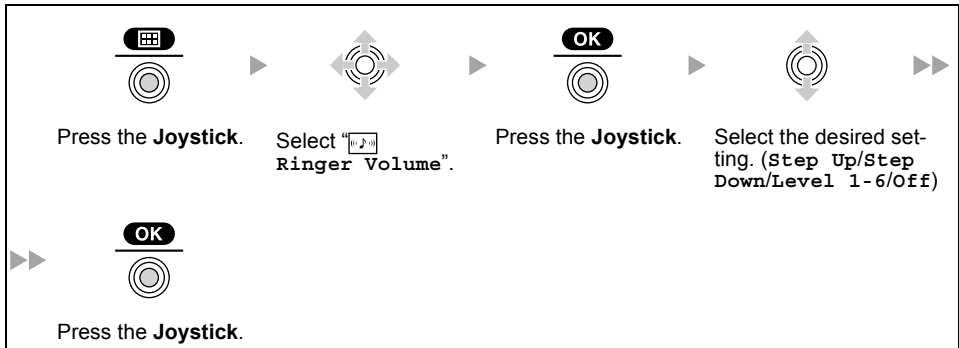 OK
Press the Joystick.
Select “
Ringer Volume”.
Press the Joystick.
Select the desired set-
ting. (Step Up/Step
Down/Level 1-6/Off)
OK
Press the Joystick.